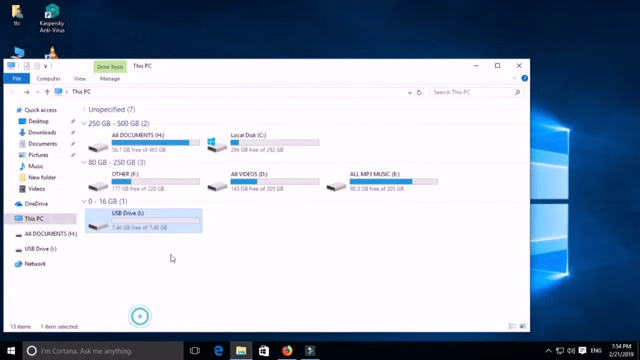 ttc
Kaspersky
Anti-Virus
Drive Tools
This PC
File
Computer
View
Manage
This PC
Search This PC
Quick access
Desktop
Downloads
Documents
Pictures
Music
New folder
Videos
OneDrive
This PC
All DOCUMENTS (H:)
USB Drive (I:)
Network
Unspecified (7)
250 GB - 500 GB (2)
All DOCUMENTS (H:)
56.7 GB free of 465 GB
Local Disk (C:)
266 GB free of 292 GB
80 GB - 250 GB (3)
OTHER (F:)
177 GB free of 220 GB
All VIDEOS (D:)
143 GB free of 205 GB
ALL MP3 MUSIC (E:)
80.3 GB free of 205 GB
0 - 16 GB (1)
USB Drive (I:)
7.46 GB free of 7.46 GB
13 items
1 item selected
I'm Cortana. Ask me anything.
ENG
7:54 PM
2/21/2019